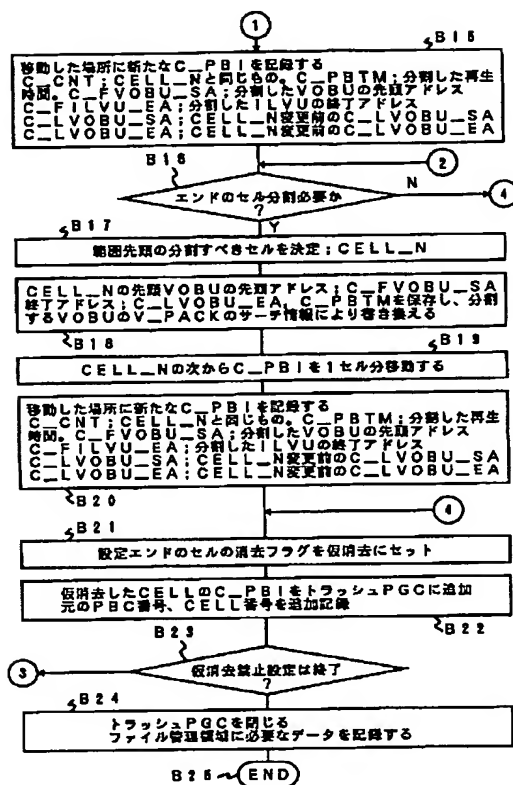 1
B15
移動した場所に新たなC_PBIを記録する
C_CNT;CELL_Nと同じもの。C_PBTM;分割した再生
時間。C_FVOBU_SA;分割したVOBUの先頭アドレス
C_FILVU_EA;分割したILVUの終了アドレス
C_LVOBU_SA;CELL_N変更前のC_LVOBU_SA
C_LVOBU_EA;CELL_N変更前のC_LVOBU_EA
B16
2
エンドのセル分割必要か
?
N
4
Y
B17
範囲先頭の分割すべきセルを決定;CELL_N
CELL_Nの先頭VOBUの先頭アドレス;C_FVOBU_SA
終了アドレス;C_LVOBU_EA,C_PBTMを保存し、分割
するVOBUのV_PACKのサーチ情報により書き換える
B18
B19
CELL_Nの次からC_PBIを1セル分移動する
移動した場所に新たなC_PBIを記録する
C_CNT;CELL_Nと同じもの。C_PBTM;分割した再生
時間。C_FVOBU_SA;分割したVOBUの先頭アドレス
C_FILVU_EA;分割したILVUの終了アドレス
C_LVOBU_SA;CELL_N変更前のC_LVOBU_SA
C_LVOBU_EA;CELL_N変更前のC_LVOBU_EA
B20
4
B21
設定エンドのセルの消去フラグを仮消去にセット
仮消去したCELLのC_PBIをトラッシュPGCに追加
元のPBC番号、CELL番号を追加記録
B22
B23
3
仮消去禁止設定は終了
?
B24
トラッシュPGCを閉じる
ファイル管理領域に必要なデータを記録する
B25
END